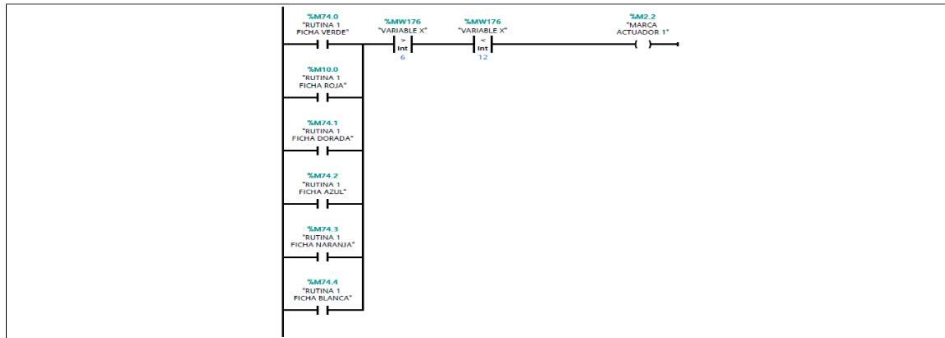 %M74.0
"RUTINA 1
FICHA VERDE"
%MW176
"VARIABLE X"
>
Int
6
%MW176
"VARIABLE X"
<
Int
12
%M2.2
"MARCA
ACTUADOR 1"
%M10.0
"RUTINA 1
FICHA ROJA"
%M74.1
"RUTINA 1
FICHA DORADA"
%M74.2
"RUTINA 1
FICHA AZUL"
%M74.3
"RUTINA 1
FICHA NARANJA"
%M74.4
"RUTINA 1
FICHA BLANCA"